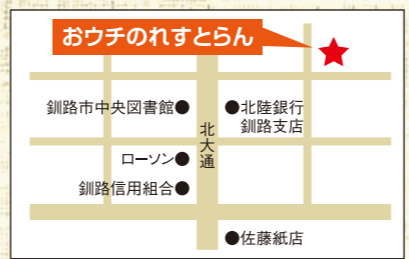 おウチのれすとらん
釧路市中央図書館
北陸銀行
釧路支店
北大通
ローソン
釧路信用組合
佐藤紙店